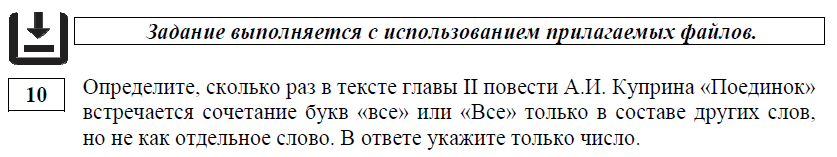 Задание выполняется с использованием прилагаемых файлов.
10
Определите, сколько раз в тексте главы II повести А.И. Куприна «Поединок»
встречается сочетание букв «все» или «Все» только в составе других слов,
но не как отдельное слово. В ответе укажите только число.